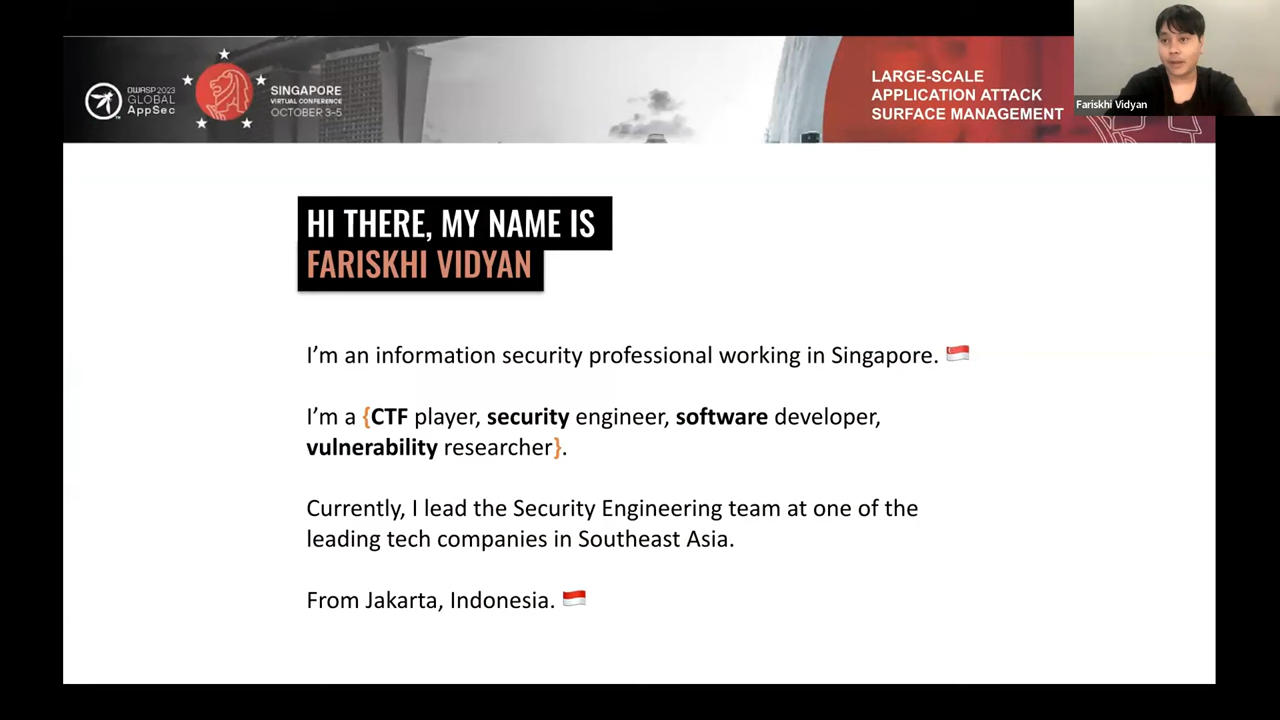 OWASP 2023
GLOBAL
AppSec
SINGAPORE
VIRTUAL CONFERENCE
OCTOBER 3-5
LARGE-SCALE
APPLICATION ATTACK
SURFACE MANAGEMENT
Fariskhi Vidyan
HI THERE, MY NAME IS
FARISKHI VIDYAN
I’m an information security professional working in Singapore. 🇸🇬
I’m a {CTF player, security engineer, software developer,
vulnerability researcher}.
Currently, I lead the Security Engineering team at one of the
leading tech companies in Southeast Asia.
From Jakarta, Indonesia. 🇮🇩